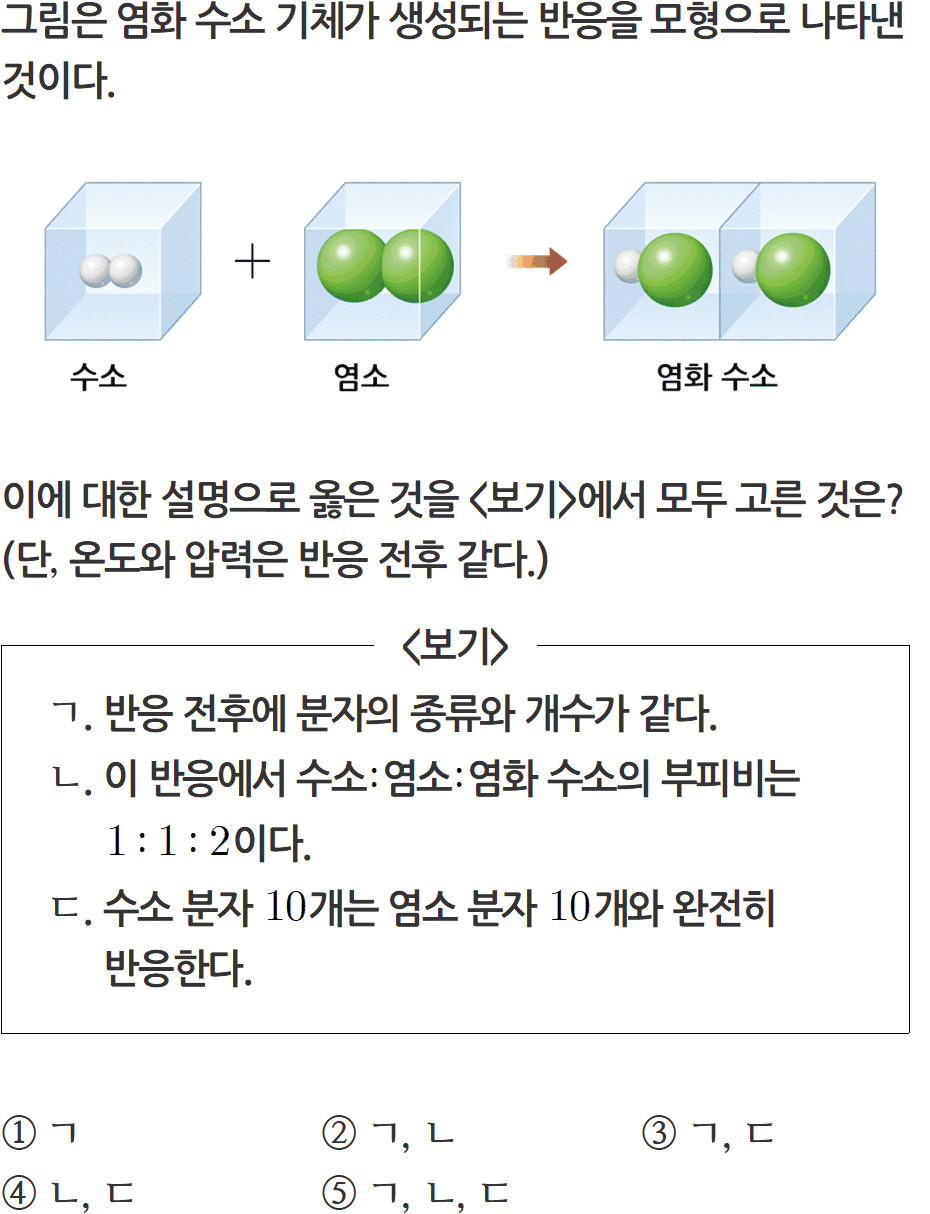 그림은 염화 수소 기체가 생성되는 반응을 모형으로 나타낸
것이다.
+
수소
염소
염화 수소
이에 대한 설명으로 옳은 것을 <보기>에서 모두 고른 것은?
(단, 온도와 압력은 반응 전후 같다.)
<보기>
ㄱ. 반응 전후에 분자의 종류와 개수가 같다.
ㄴ. 이 반응에서 수소:염소:염화 수소의 부피비는
1 : 1 : 2이다.
ㄷ. 수소 분자 10개는 염소 분자 10개와 완전히
반응한다.
① ㄱ ② ㄱ, ㄴ ③ ㄱ, ㄷ
④ ㄴ, ㄷ ⑤ ㄱ, ㄴ, ㄷ